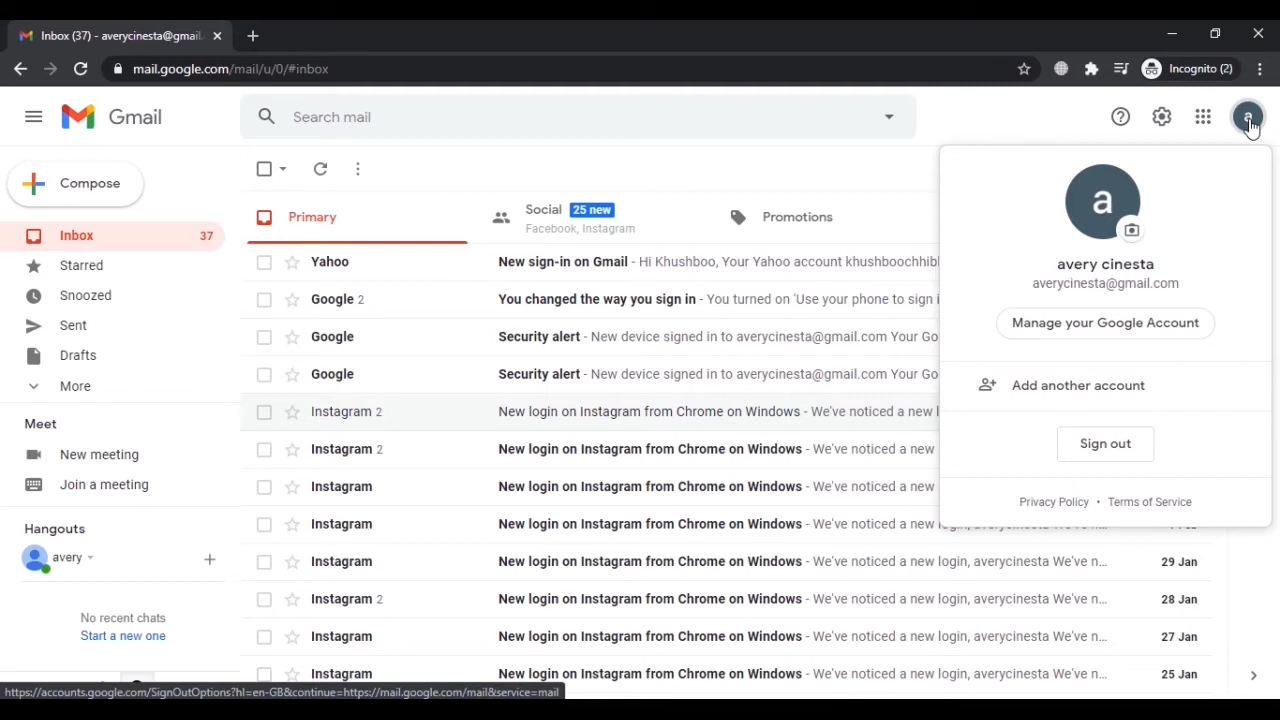 Inbox (37) - averycinesta@gmail.
mail.google.com/mail/u/0/#inbox
Incognito (2)
Gmail
Search mail
a
Compose
Primary
Social 25 new
Facebook, Instagram
Promotions
a
avery cinesta
averycinesta@gmail.com
Manage your Google Account
Add another account
Sign out
Privacy Policy • Terms of Service
Inbox 37
Starred
Snoozed
Sent
Drafts
More
Meet
New meeting
Join a meeting
Hangouts
avery
No recent chats
Start a new one
Yahoo New sign-in on Gmail - Hi Khushboo, Your Yahoo account khushboochhibl
Google 2 You changed the way you sign in - You turned on 'Use your phone to sign i
Google Security alert - New device signed in to averycinesta@gmail.com Your Go
Google Security alert - New device signed in to averycinesta@gmail.com Your Go
Instagram 2 New login on Instagram from Chrome on Windows - We've noticed a new l
Instagram 2 New login on Instagram from Chrome on Windows - We've noticed a new
Instagram New login on Instagram from Chrome on Windows - We've noticed a new
Instagram New login on Instagram from Chrome on Windows - We've noticed a new login, averycinesta We've n...
Instagram New login on Instagram from Chrome on Windows - We've noticed a new login, averycinesta We've n... 29 Jan
Instagram 2 New login on Instagram from Chrome on Windows - We've noticed a new login, averycinesta We've n... 28 Jan
Instagram New login on Instagram from Chrome on Windows - We've noticed a new login, averycinesta We've n... 27 Jan
Instagram New login on Instagram from Chrome on Windows - We've noticed a new login, averycinesta We've n... 25 Jan
https://accounts.google.com/SignOutOptions?hl=en-GB&continue=https://mail.google.com/mail&service=mail